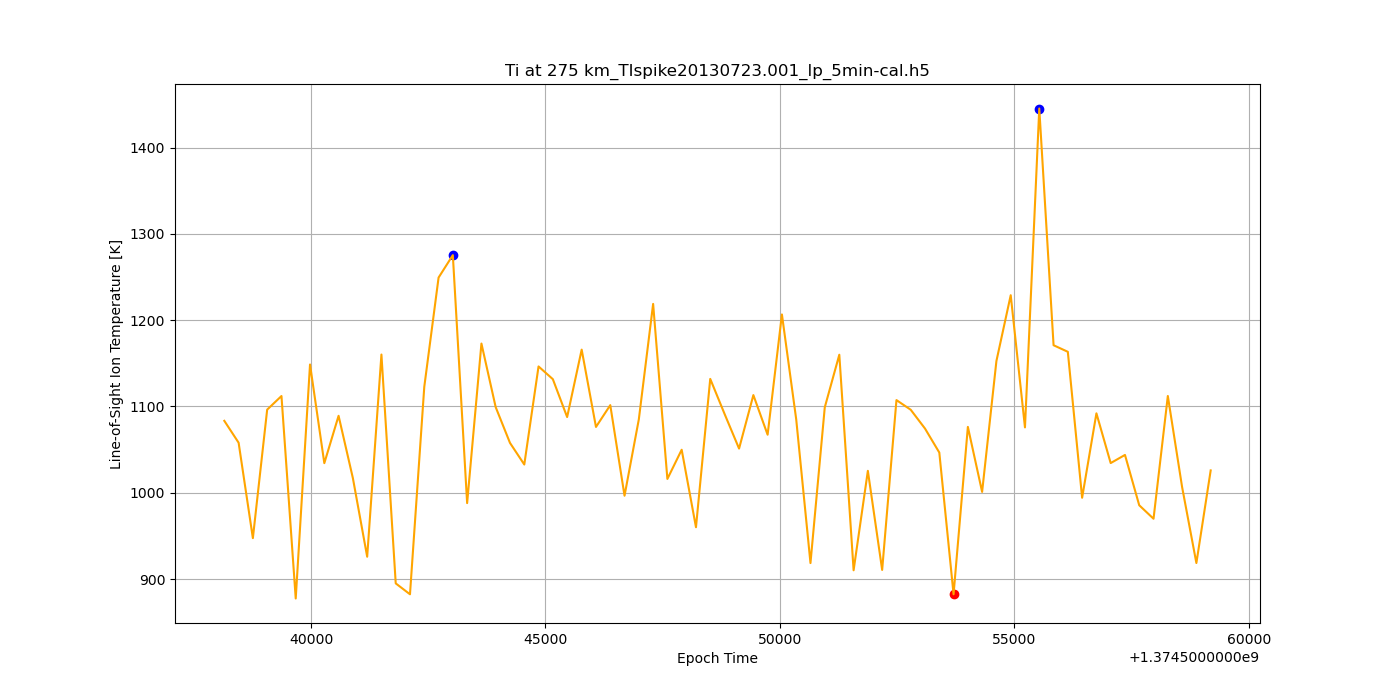 Ti at 275 km_TIspike20130723.001_lp_5min-cal.h5
Line-of-Sight Ion Temperature [K]
1400
1300
1200
1100
1000
900
40000 45000 50000 55000 60000
Epoch Time
+1.3745000000e9